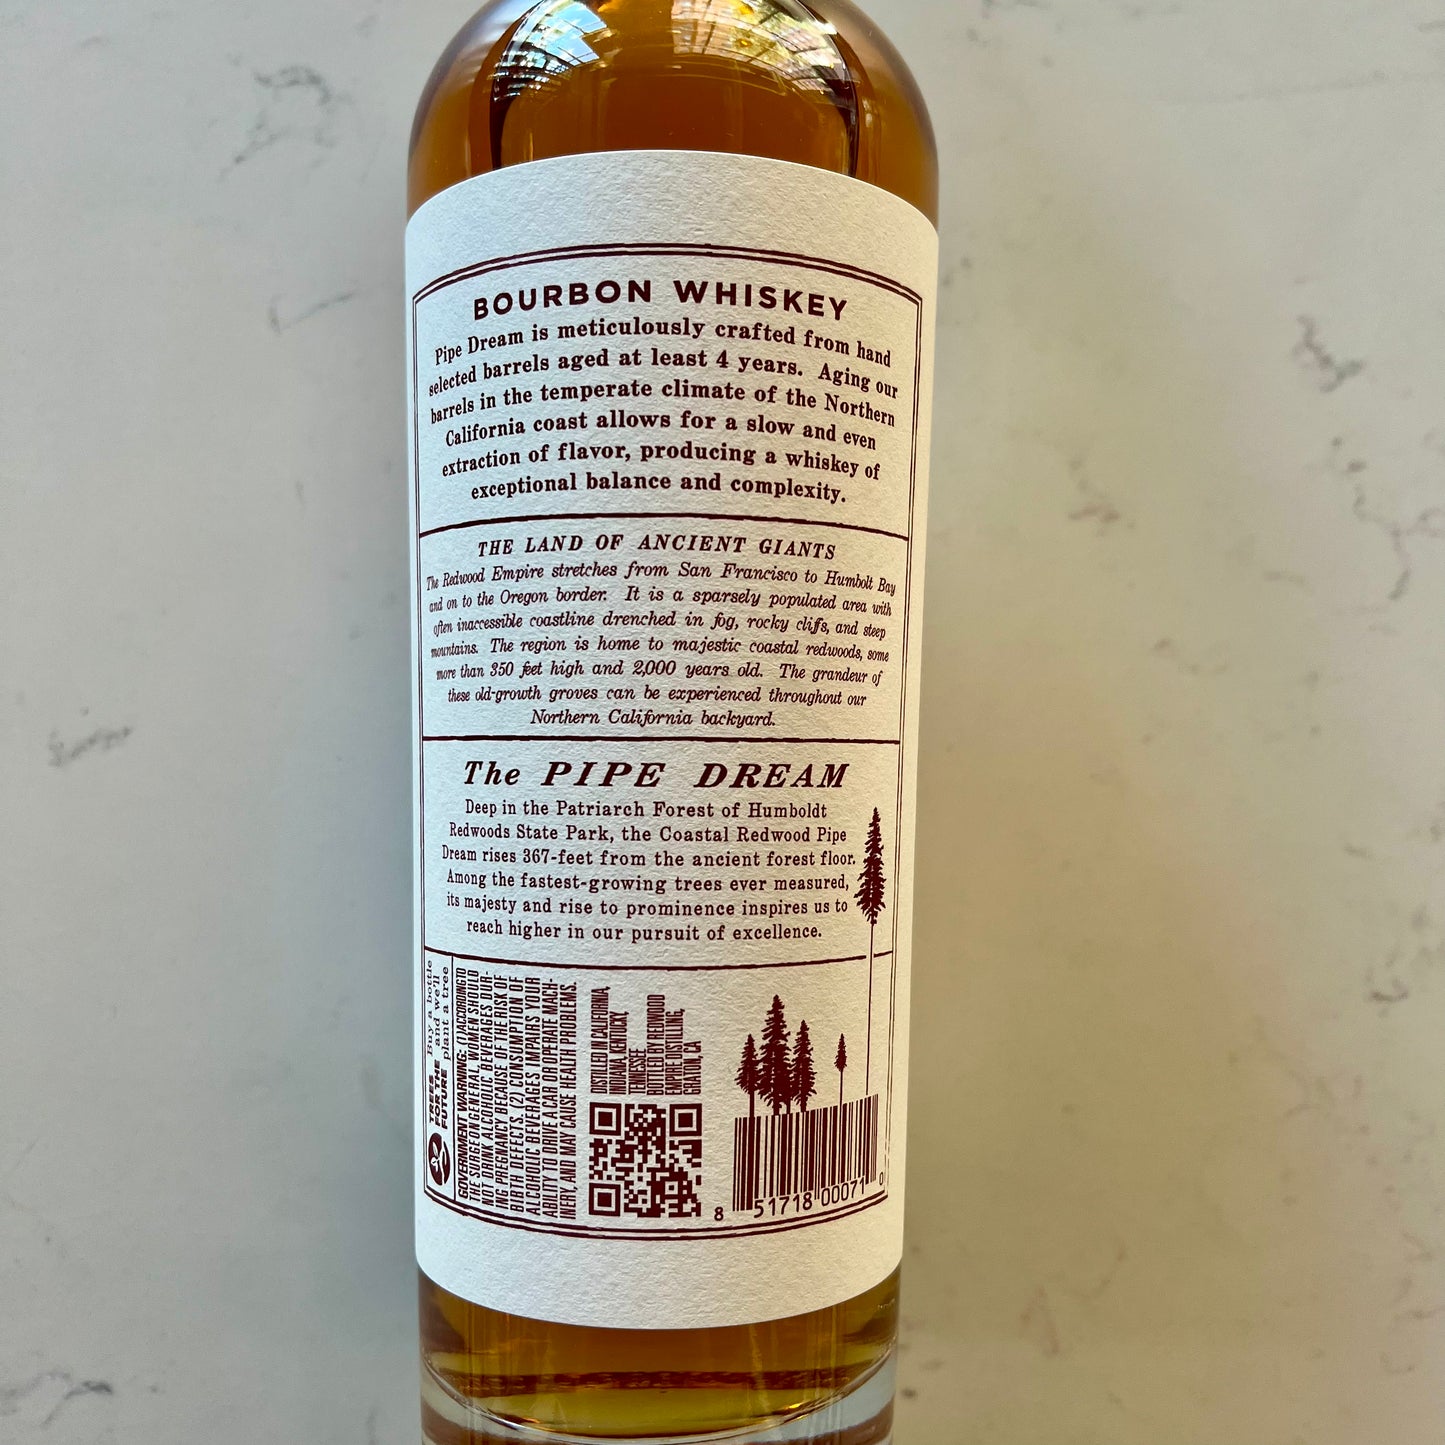 BOURBON WHISKEY
Pipe Dream is meticulously crafted from hand
selected barrels aged at least 4 years. Aging our
barrels in the temperate climate of the Northern
California coast allows for a slow and even
extraction of flavor, producing a whiskey of
exceptional balance and complexity.
THE LAND OF ANCIENT GIANTS
The Redwood Empire stretches from San Francisco to Humbolt Bay
and on to the Oregon border. It is a sparsely populated area with
often inaccessible coastline drenched in fog, rocky cliffs, and steep
mountains. The region is home to majestic coastal redwoods, some
more than 350 feet high and 2,000 years old. The grandeur of
these old-growth groves can be experienced throughout our
Northern California backyard.
The PIPE DREAM
Deep in the Patriarch Forest of Humboldt
Redwoods State Park, the Coastal Redwood Pipe
Dream rises 367-feet from the ancient forest floor.
Among the fastest-growing trees ever measured,
its majesty and rise to prominence inspires us to
reach higher in our pursuit of excellence.
TREES
FOR THE
FUTURE
Buy a bottle
and we'll
plant a tree
GOVERNMENT WARNING: (1) ACCORDING TO
THE SURGEON GENERAL, WOMEN SHOULD
NOT DRINK ALCOHOLIC BEVERAGES DUR-
ING PREGNANCY BECAUSE OF THE RISK OF
BIRTH DEFECTS. (2) CONSUMPTION OF
ALCOHOLIC BEVERAGES IMPAIRS YOUR
ABILITY TO DRIVE A CAR OR OPERATE MACH-
INERY, AND MAY CAUSE HEALTH PROBLEMS.
DISTILLED IN CALIFORNIA,
INDIANA, KENTUCKY,
TENNESSEE
BOTTLED BY REDWOOD
EMPIRE DISTILLING,
GRATON, CA
8 51718 00071 0